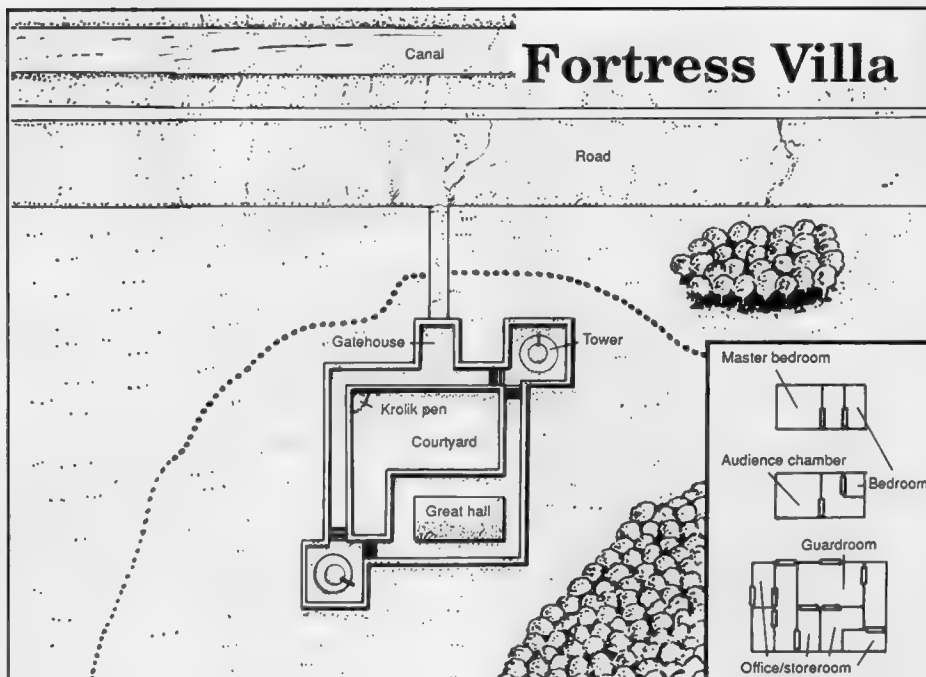 Canal
Fortress Villa
Road
Gatehouse
Tower
Krolik pen
Courtyard
Great hall
Master bedroom
Audience chamber
Bedroom
Guardroom
Office/storeroom